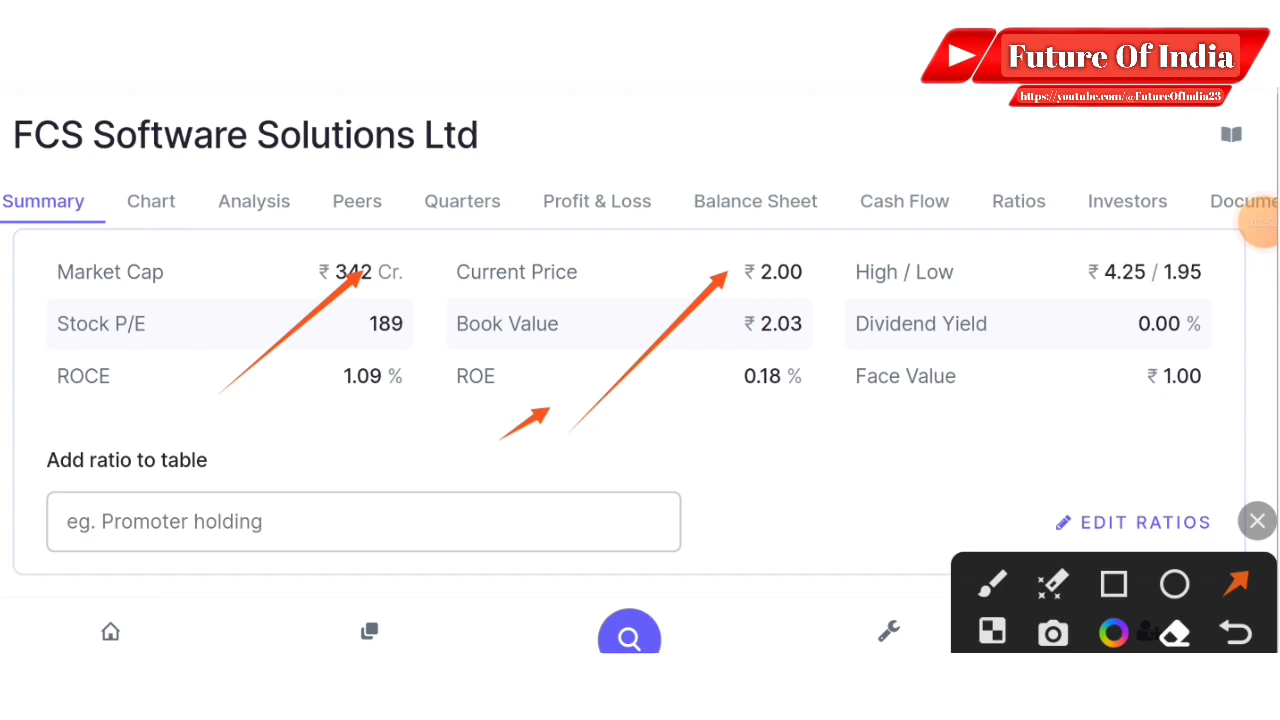 Future Of India
https://youtube.com/@FutureOfIndia23
FCS Software Solutions Ltd
Summary Chart Analysis Peers Quarters Profit & Loss Balance Sheet Cash Flow Ratios Investors Docume
Market Cap ₹ 342 Cr. Current Price ₹ 2.00 High / Low ₹ 4.25 / 1.95
Stock P/E 189 Book Value ₹ 2.03 Dividend Yield 0.00 %
ROCE 1.09 % ROE 0.18 % Face Value ₹ 1.00
Add ratio to table
eg. Promoter holding
EDIT RATIOS